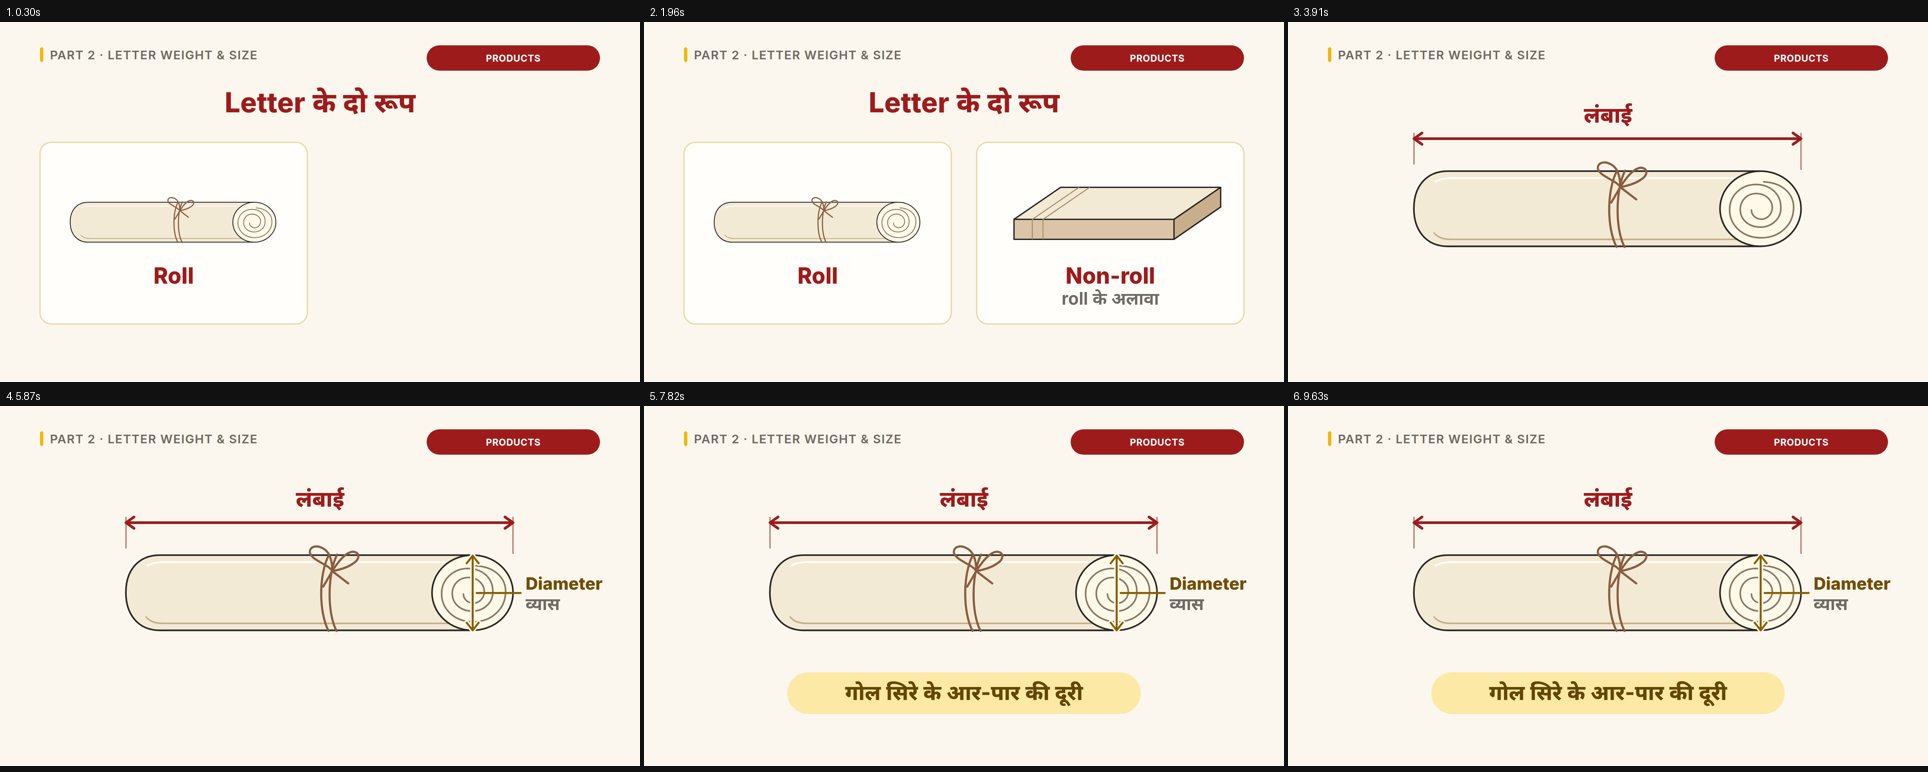 1. 0.30s
PART 2 · LETTER WEIGHT & SIZE
PRODUCTS
Letter के दो रूप
Roll
2. 1.96s
PART 2 · LETTER WEIGHT & SIZE
PRODUCTS
Letter के दो रूप
Roll
Non-roll
roll के अलावा
3. 3.91s
PART 2 · LETTER WEIGHT & SIZE
PRODUCTS
लंबाई
4. 5.87s
PART 2 · LETTER WEIGHT & SIZE
PRODUCTS
लंबाई
Diameter
व्यास
5. 7.82s
PART 2 · LETTER WEIGHT & SIZE
PRODUCTS
लंबाई
Diameter
व्यास
गोल सिरे के आर-पार की दूरी
6. 9.63s
PART 2 · LETTER WEIGHT & SIZE
PRODUCTS
लंबाई
Diameter
व्यास
गोल सिरे के आर-पार की दूरी